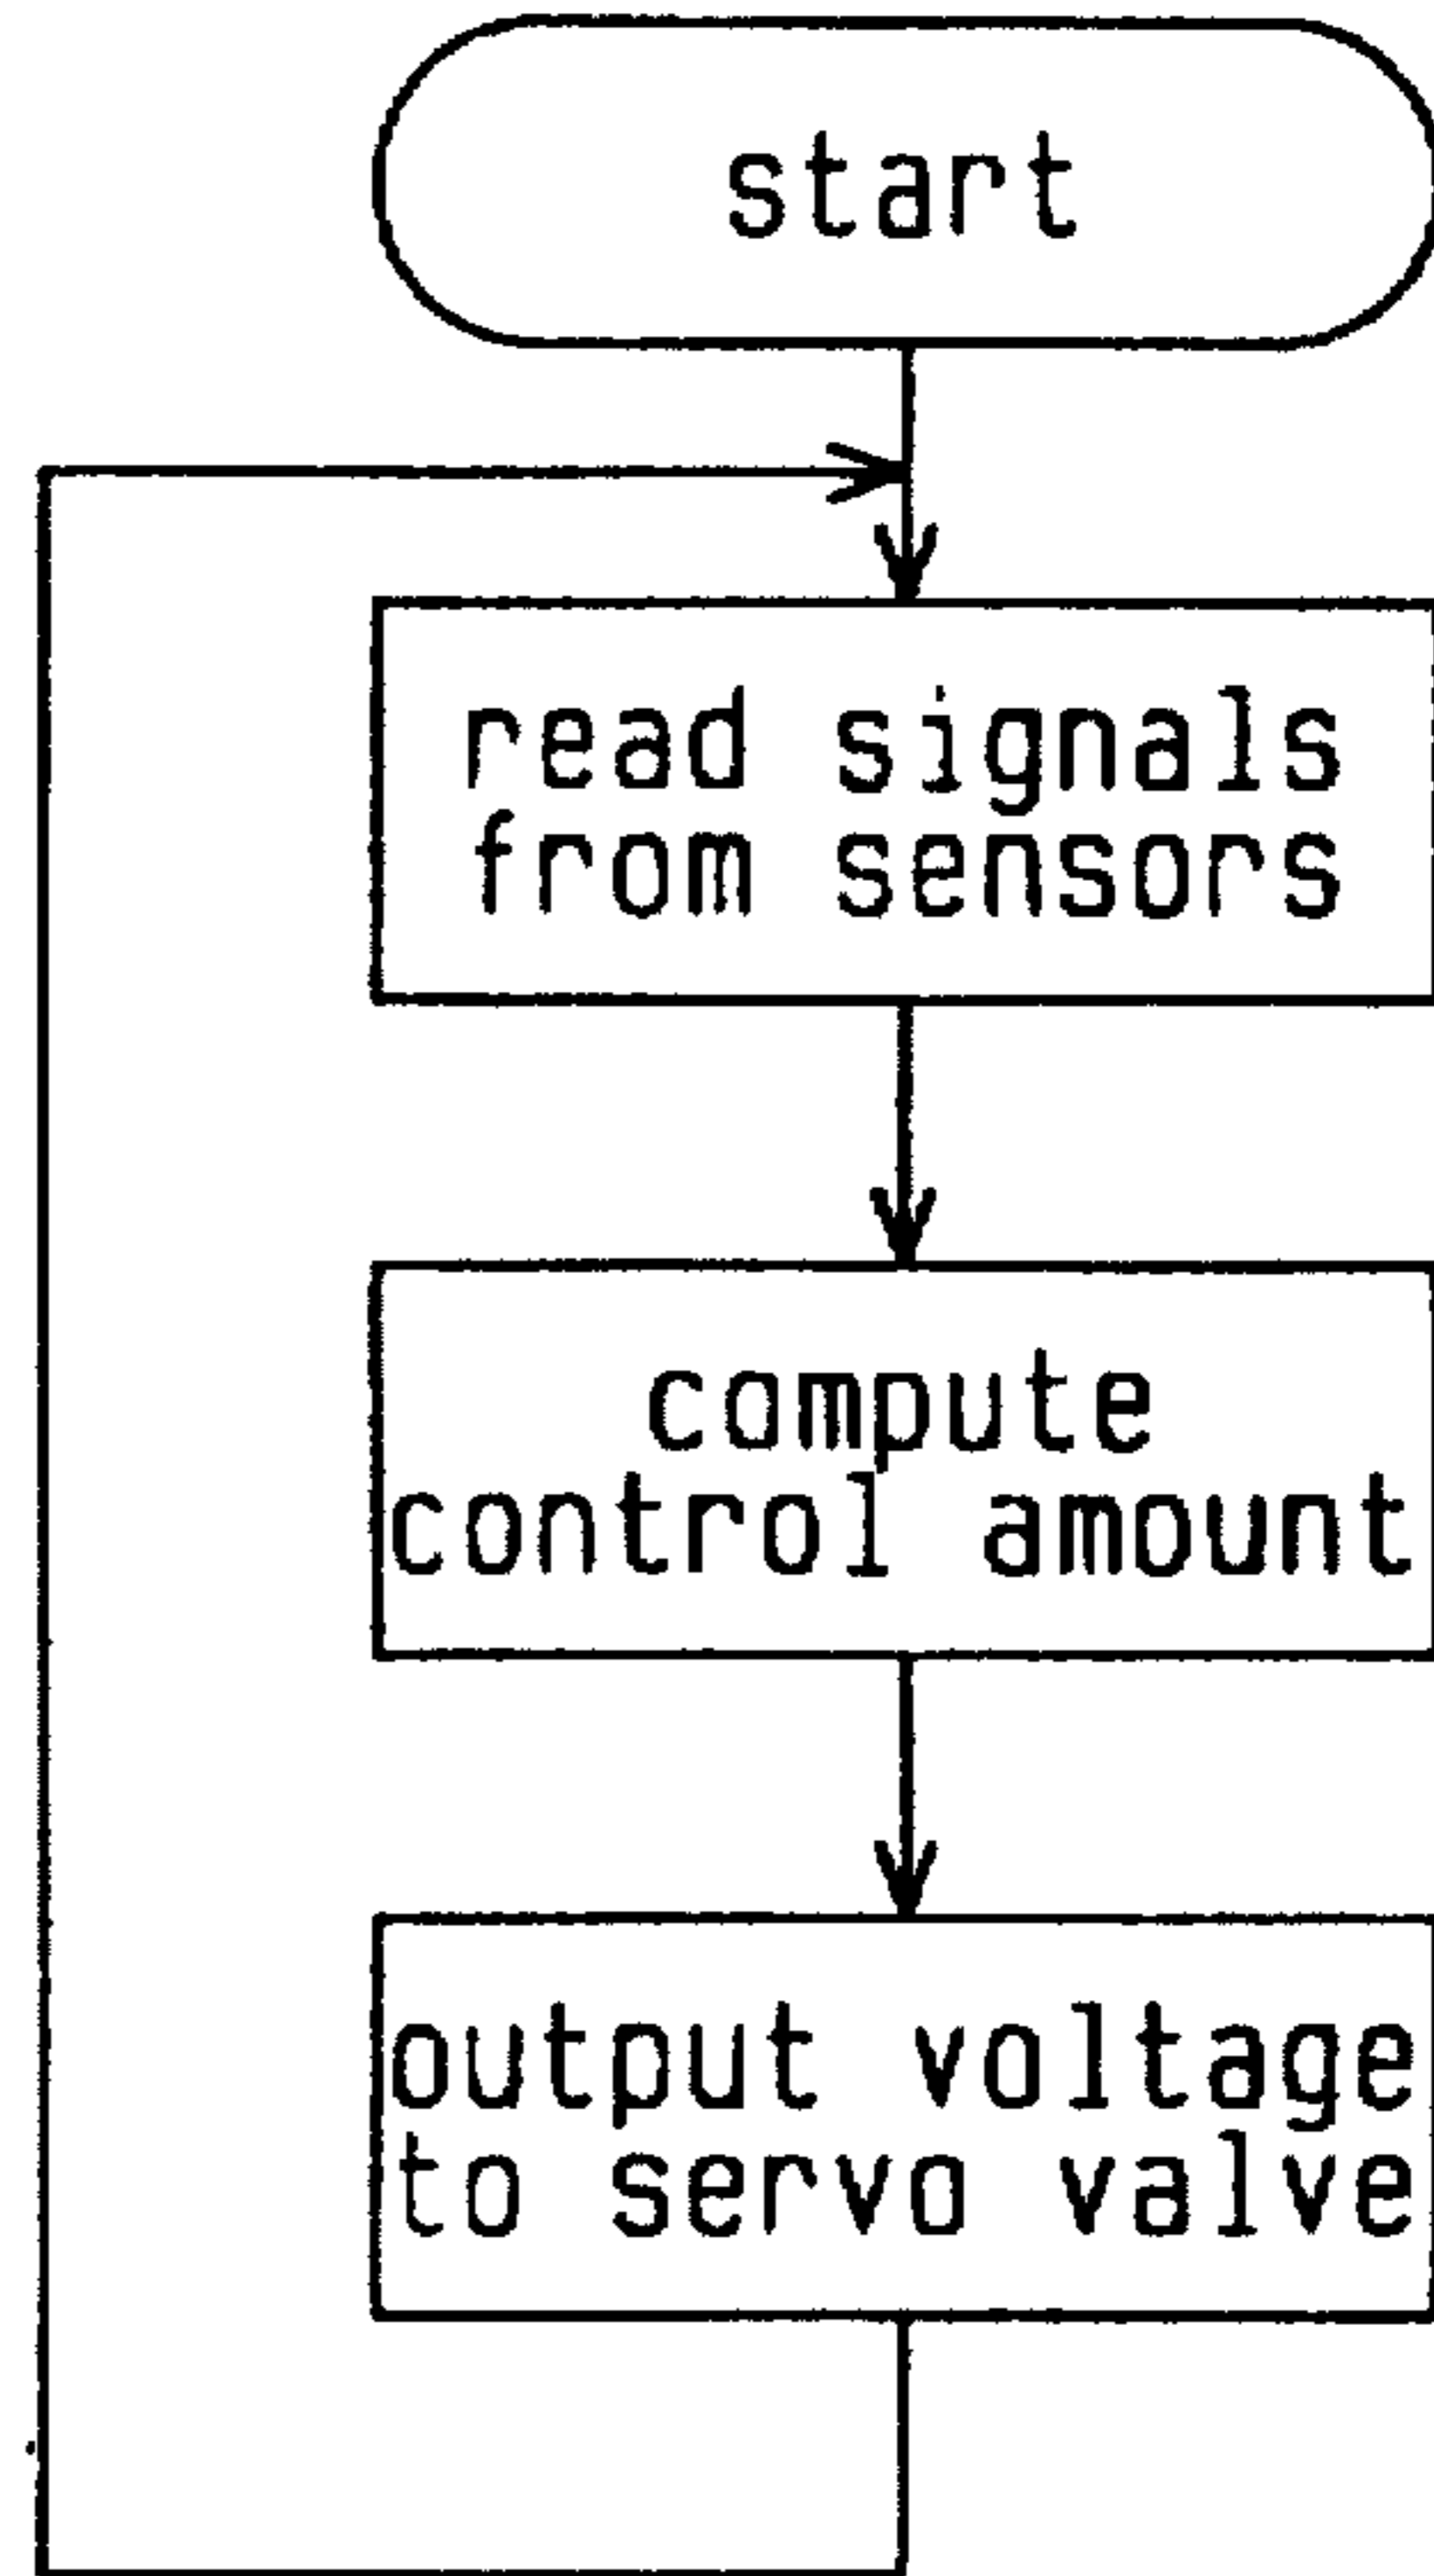 start
read signals
from sensors
compute
control amount
output voltage
to servo valve